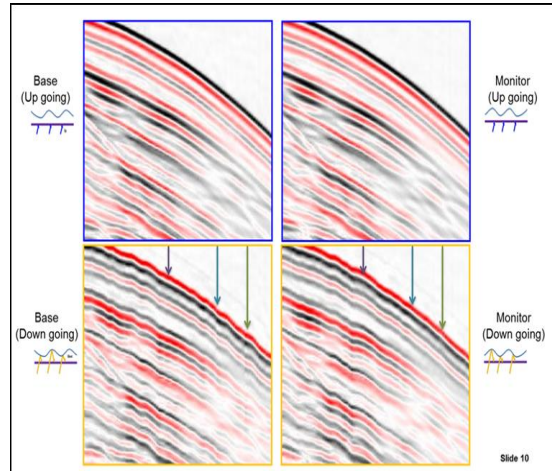 Base
(Up going)
Monitor
(Up going)
Base
(Down going)
Monitor
(Down going)
Slide 10